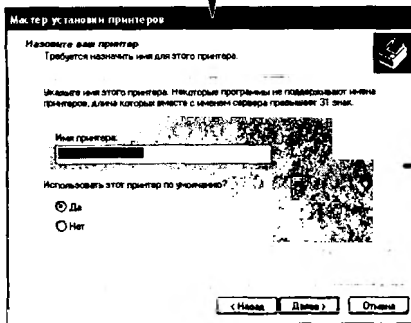 Мастер установки принтеров
Назовите ваш принтер
Требуется назначить имя для этого принтера.
Укажите имя этого принтера. Некоторые программы не поддерживают имена
принтеров, длина которых вместе с именем сервера превышает 31 знак.
Имя принтера:
Использовать этот принтер по умолчанию?
Да
Нет
< Назад
Далее >
Отмена